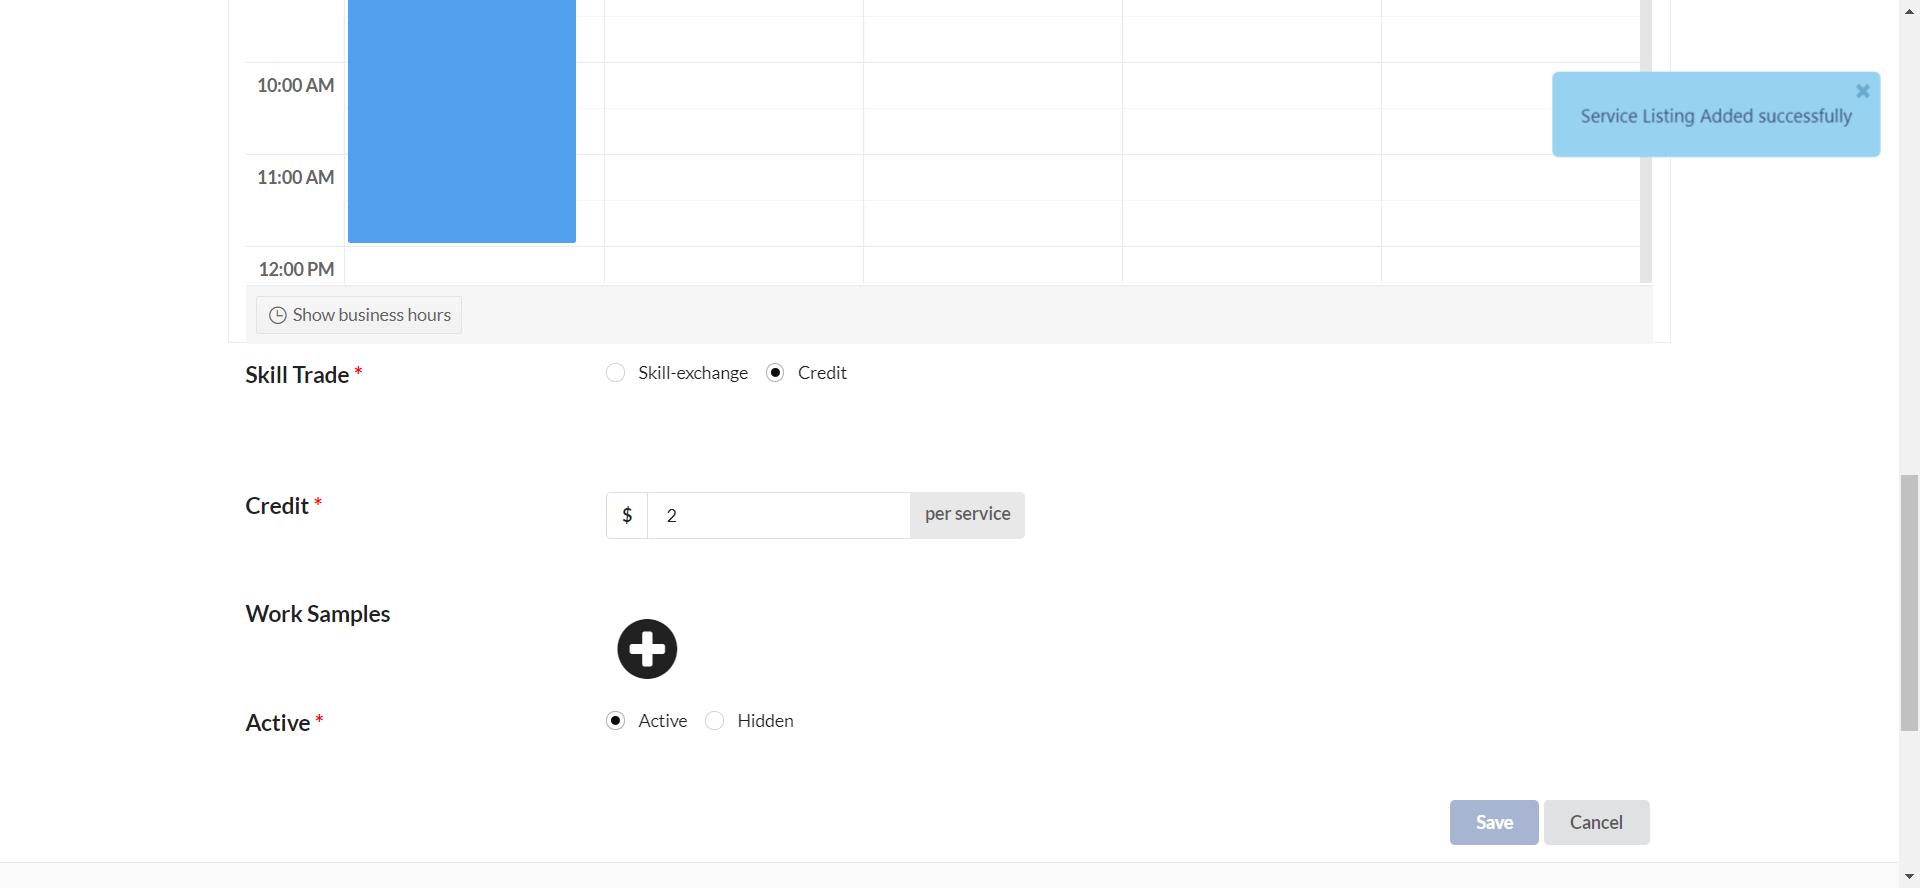 10:00 AM
Service Listing Added successfully
11:00 AM
12:00 PM
Show business hours
Skill Trade *
Skill-exchange
Credit
Credit *
$
2
per service
Work Samples
Active *
Active
Hidden
Save
Cancel